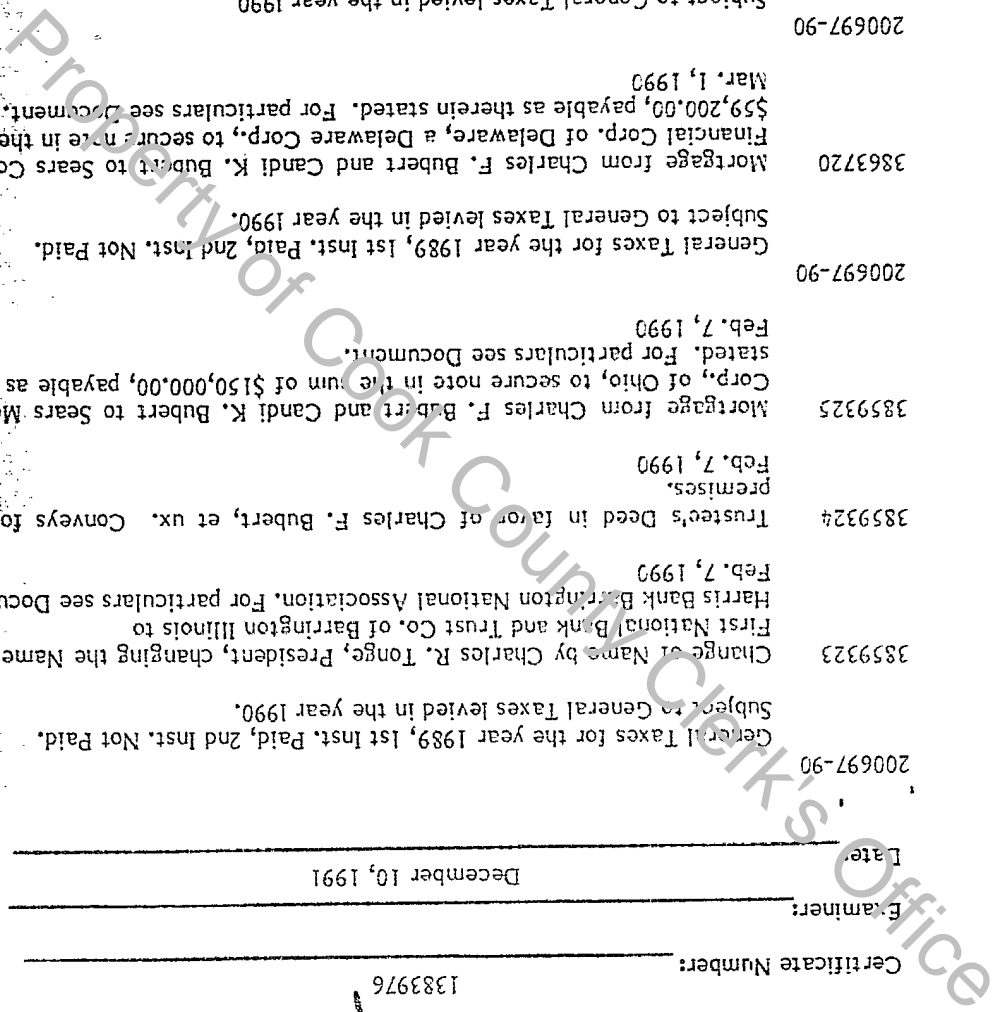 1383976
Certificate Number:
Examiner:
December 10, 1991
Date:
200697-90
General Taxes for the year 1989, 1st Inst. Paid, 2nd Inst. Not Paid.
Subject to General Taxes levied in the year 1990.
3859323 Change of Name by Charles R. Tonge, President, changing the Name
First National Bank and Trust Co. of Barrington Illinois to
Harris Bank Barrington National Association. For particulars see Docu
Feb. 7, 1990
3859324 Trustee's Deed in favor of Charles F. Bubert, et ux. Conveys fo
premises.
Feb. 7, 1990
3859325 Mortgage from Charles F. Bubert and Candi K. Bubert to Sears M
Corp., of Ohio, to secure note in the sum of $150,000.00, payable as
stated. For particulars see Document.
Feb. 7, 1990
200697-90
General Taxes for the year 1989, 1st Inst. Paid, 2nd Inst. Not Paid.
Subject to General Taxes levied in the year 1990.
3863720 Mortgage from Charles F. Bubert and Candi K. Bubert to Sears Co
Financial Corp. of Delaware, a Delaware Corp., to secure note in the
$59,200.00, payable as therein stated. For particulars see Document.
Mar. 1, 1990
200697-90
Subject to General Taxes levied in the year 1990
Property of Cook County Clerk's Office